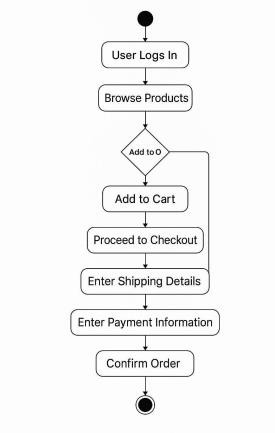 User Logs In
Browse Products
Add to O
Add to Cart
Proceed to Checkout
Enter Shipping Details
Enter Payment Information
Confirm Order